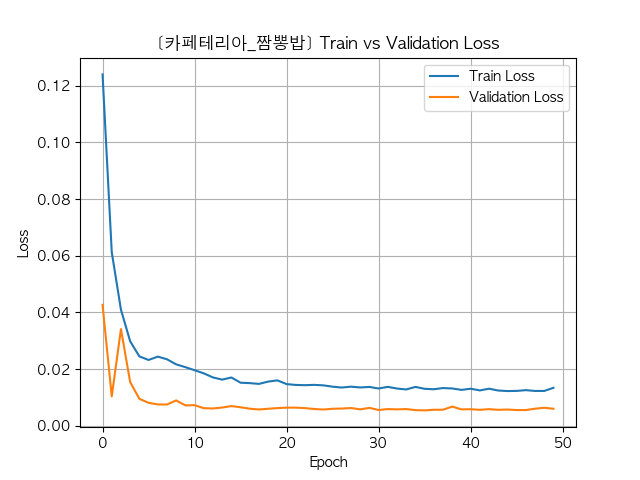 [카페테리아_짬뽕밥] Train vs Validation Loss
Train Loss
Validation Loss
Loss
0.12
0.10
0.08
0.06
0.04
0.02
0.00
0 10 20 30 40 50
Epoch